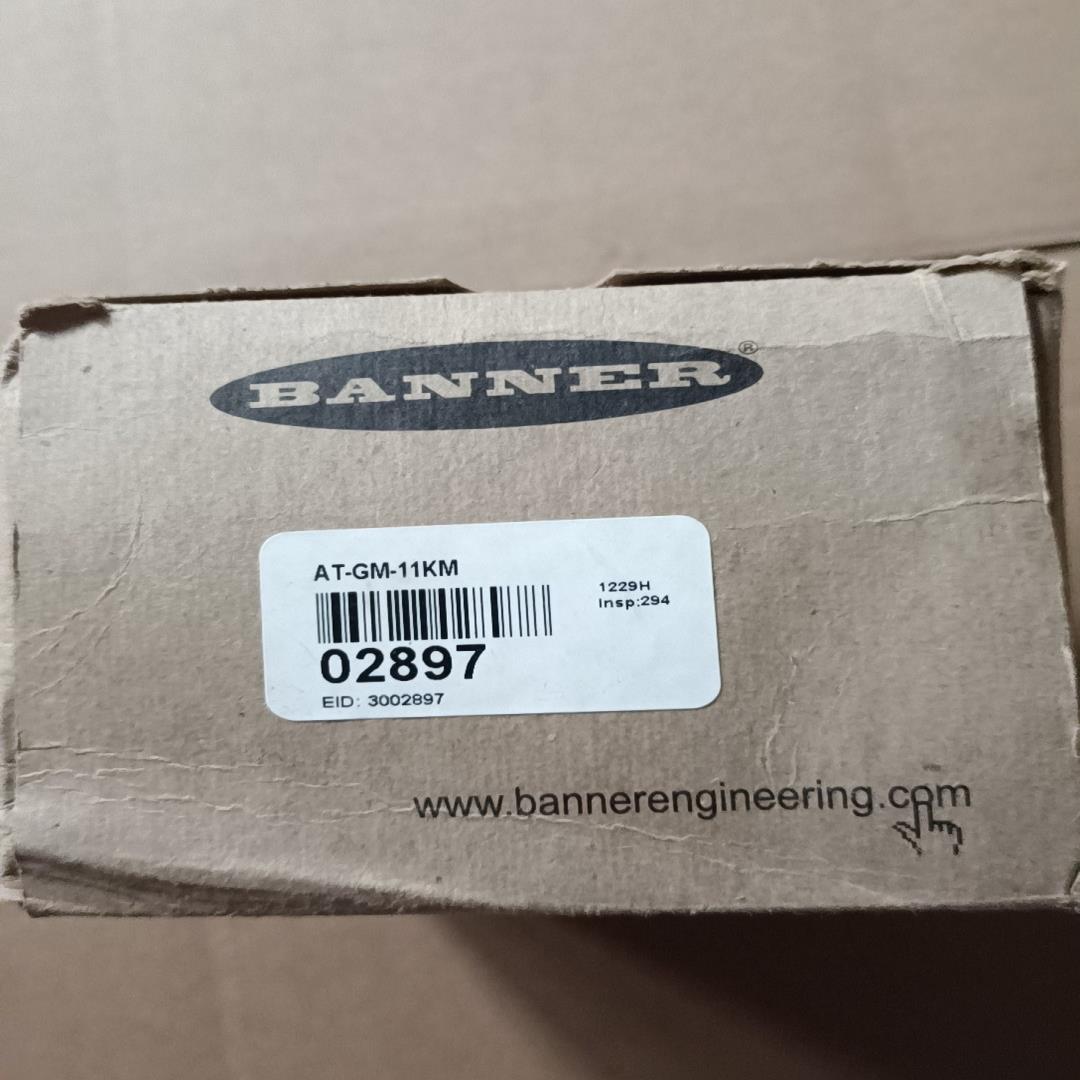 BANNER®
AT-GM-11KM
1229H
Insp:294
02897
EID: 3002897
www.bannerengineering.com